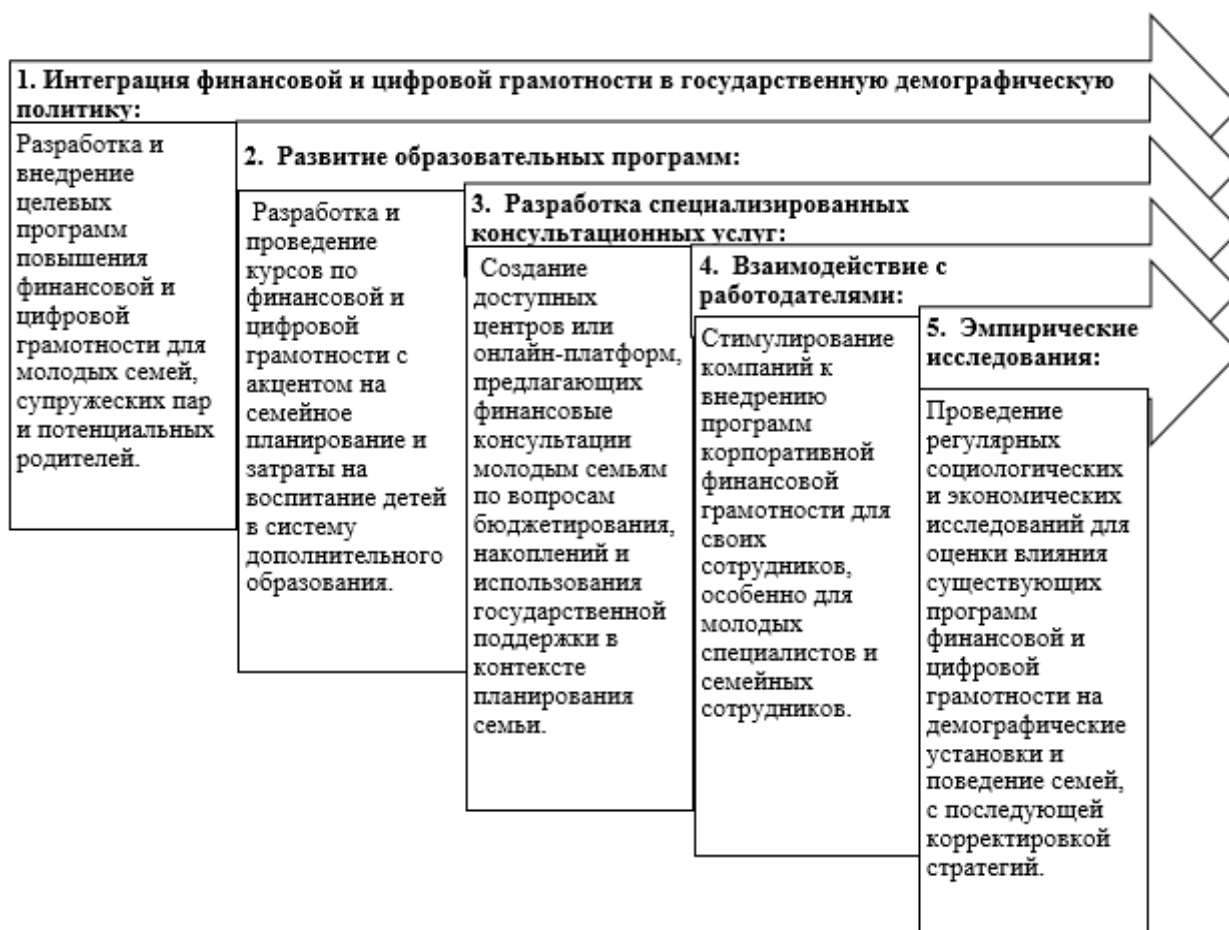 1. Интеграция финансовой и цифровой грамотности в государственную демографическую
политику:
Разработка и
внедрение
целевых
программ
повышения
финансовой и
цифровой
грамотности для
молодых семей,
супружеских пар
и потенциальных
родителей.
2. Развитие образовательных программ:
Разработка и
проведение
курсов по
финансовой и
цифровой
грамотности с
акцентом на
семейное
планирование и
затраты на
воспитание детей
в систему
дополнительного
образования.
3. Разработка специализированных
консультационных услуг:
Создание
доступных
центров или
онлайн-платформ,
предлагающих
финансовые
консультации
молодым семьям
по вопросам
бюджетирования,
накоплений и
использования
государственной
поддержки в
контексте
планирования
семьи.
4. Взаимодействие с
работодателями:
Стимулирование
компаний к
внедрению
программ
корпоративной
финансовой
грамотности для
своих
сотрудников,
особенно для
молодых
специалистов и
семейных
сотрудников.
5. Эмпирические
исследования:
Проведение
регулярных
социологических
и экономических
исследований для
оценки влияния
существующих
программ
финансовой и
цифровой
грамотности на
демографические
установки и
поведение семей,
с последующей
корректировкой
стратегий.